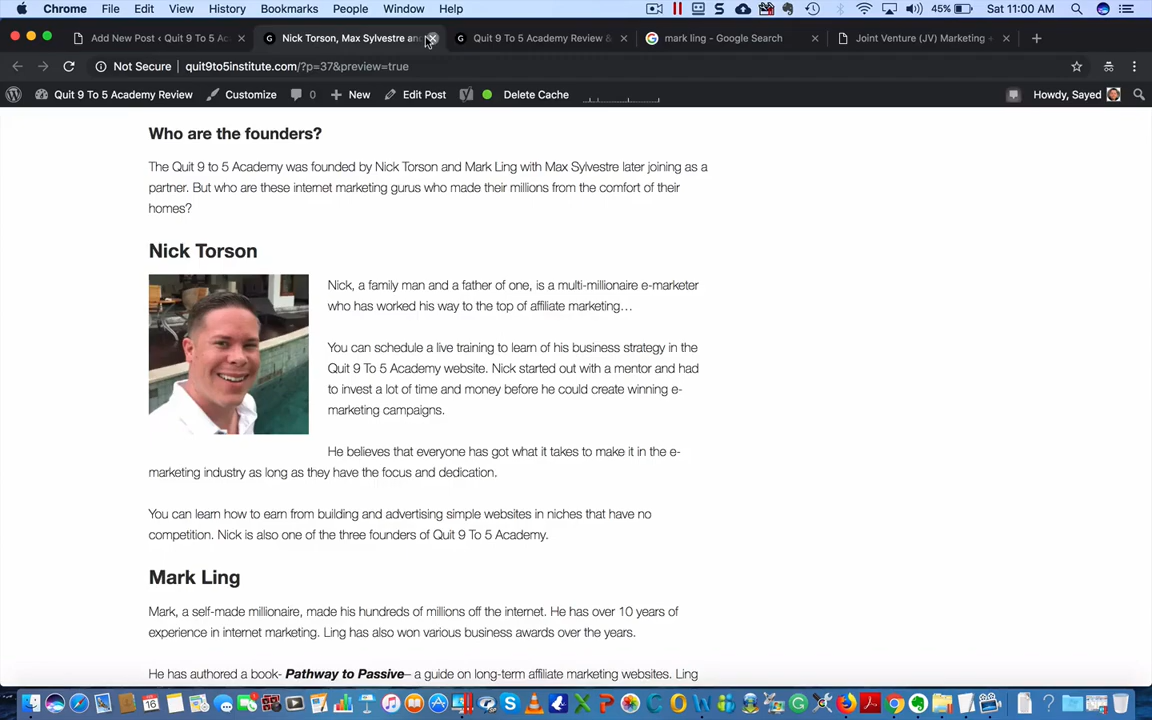 Chrome File Edit View History Bookmarks People Window Help 45% Sat 11:00 AM
Add New Post ‹ Quit 9 To 5 Ac Nick Torson, Max Sylvestre an Quit 9 To 5 Academy Review & mark ling - Google Search Joint Venture (JV) Marketing
Not Secure quit9to5institute.com/?p=37&preview=true
Quit 9 To 5 Academy Review Customize 0 New Edit Post Delete Cache Howdy, Sayed
Who are the founders?
The Quit 9 to 5 Academy was founded by Nick Torson and Mark Ling with Max Sylvestre later joining as a
partner. But who are these internet marketing gurus who made their millions from the comfort of their
homes?
Nick Torson
Nick, a family man and a father of one, is a multi-millionaire e-marketer
who has worked his way to the top of affiliate marketing…
You can schedule a live training to learn of his business strategy in the
Quit 9 To 5 Academy website. Nick started out with a mentor and had
to invest a lot of time and money before he could create winning e-
marketing campaigns.
He believes that everyone has got what it takes to make it in the e-
marketing industry as long as they have the focus and dedication.
You can learn how to earn from building and advertising simple websites in niches that have no
competition. Nick is also one of the three founders of Quit 9 To 5 Academy.
Mark Ling
Mark, a self-made millionaire, made his hundreds of millions off the internet. He has over 10 years of
experience in internet marketing. Ling has also won various business awards over the years.
He has authored a book- Pathway to Passive– a guide on long-term affiliate marketing websites. Ling